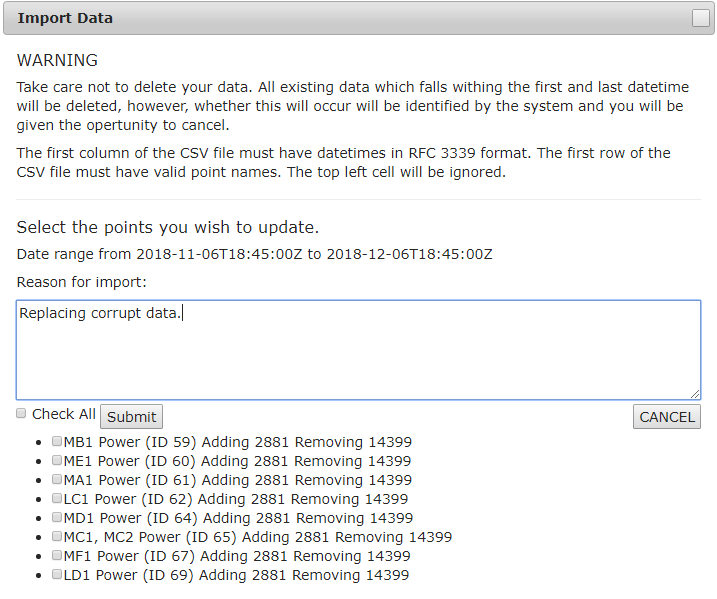 Import Data
WARNING
Take care not to delete your data. All existing data which falls withing the first and last datetime
will be deleted, however, whether this will occur will be identified by the system and you will be
given the opertunity to cancel.
The first column of the CSV file must have datetimes in RFC 3339 format. The first row of the
CSV file must have valid point names. The top left cell will be ignored.
Select the points you wish to update.
Date range from 2018-11-06T18:45:00Z to 2018-12-06T18:45:00Z
Reason for import:
Replacing corrupt data.
Check All Submit CANCEL
MB1 Power (ID 59) Adding 2881 Removing 14399
ME1 Power (ID 60) Adding 2881 Removing 14399
MA1 Power (ID 61) Adding 2881 Removing 14399
LC1 Power (ID 62) Adding 2881 Removing 14399
MD1 Power (ID 64) Adding 2881 Removing 14399
MC1, MC2 Power (ID 65) Adding 2881 Removing 14399
MF1 Power (ID 67) Adding 2881 Removing 14399
LD1 Power (ID 69) Adding 2881 Removing 14399